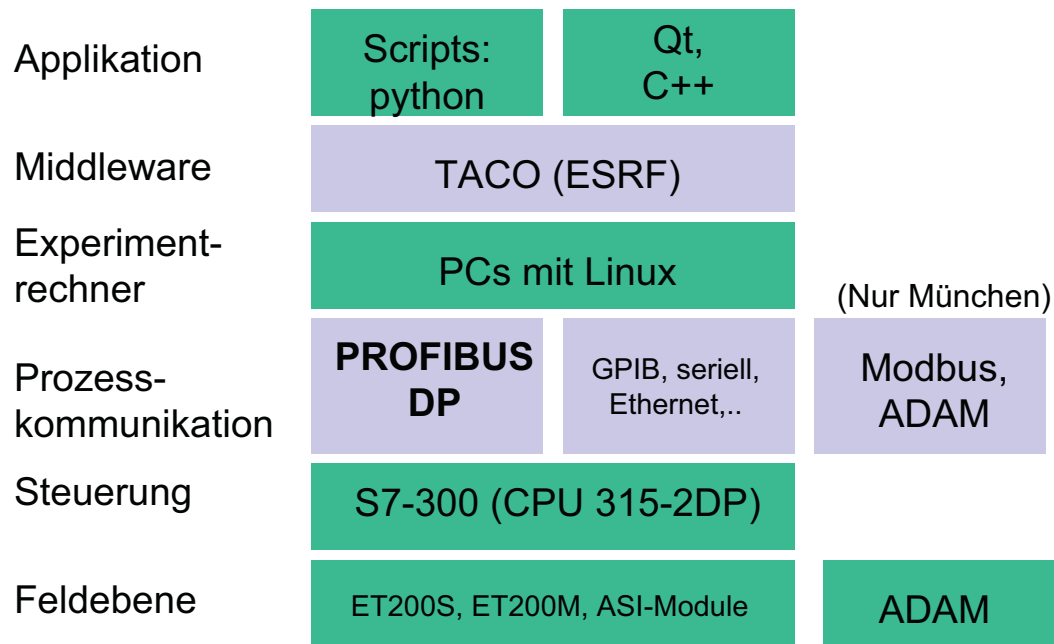 Applikation
Scripts:
python
Qt,
C++
Middleware
TACO (ESRF)
Experiment-
rechner
PCs mit Linux
(Nur München)
Prozess-
kommunikation
PROFIBUS
DP
GPIB, seriell,
Ethernet,..
Modbus,
ADAM
Steuerung
S7-300 (CPU 315-2DP)
Feldebene
ET200S, ET200M, ASI-Module
ADAM